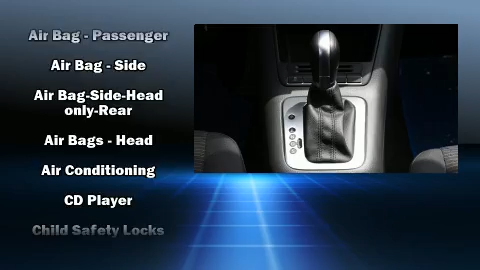 Air Bag - Passenger
Air Bag - Side
Air Bag-Side-Head
only-Rear
Air Bags - Head
Air Conditioning
CD Player
Child Safety Locks